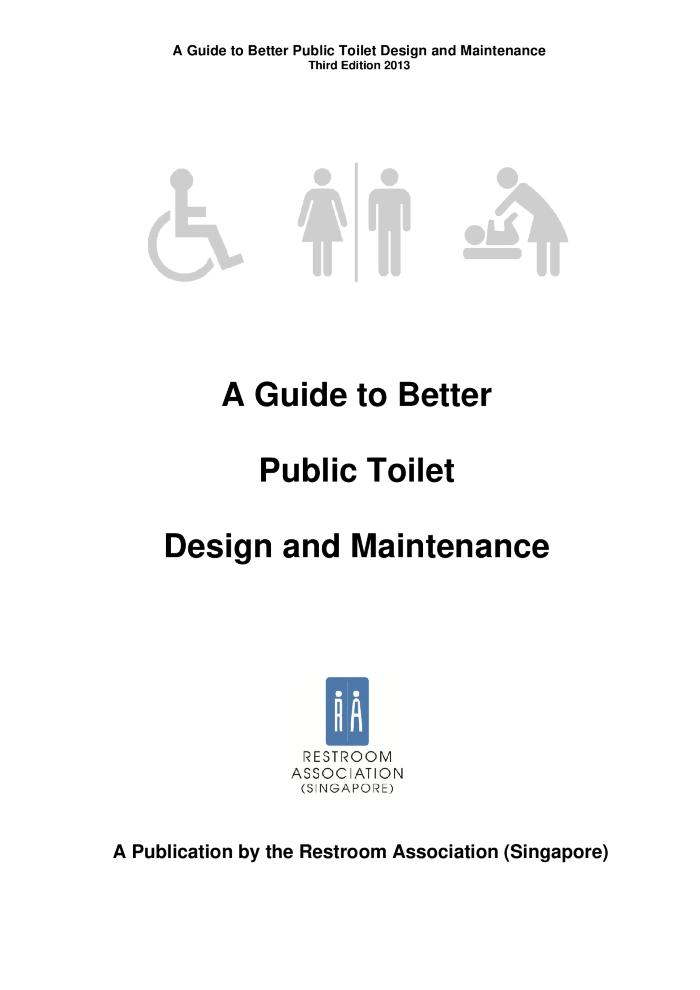 A Guide to Better Public Toilet Design and Maintenance
Third Edition 2013
A Guide to Better
Public Toilet
Design and Maintenance
RA
RESTROOM
ASSOCIATION
(SINGAPORE)
A Publication by the Restroom Association (Singapore)